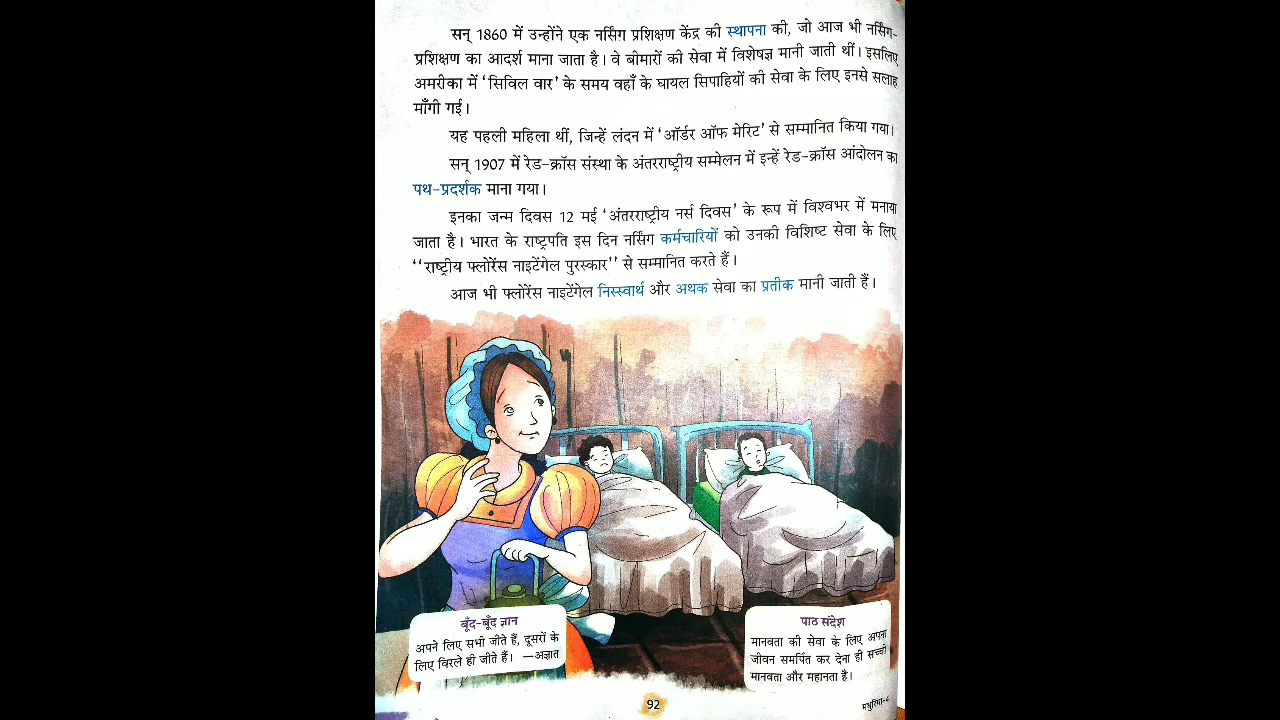 सन् 1860 में उन्होंने एक नर्सिंग प्रशिक्षण केंद्र की स्थापना की, जो आज भी नर्सिंग-
प्रशिक्षण का आदर्श माना जाता है। वे बीमारों की सेवा में विशेषज्ञ मानी जाती थीं। इसलिए
अमरीका में ‘सिविल वार’ के समय वहाँ के घायल सिपाहियों की सेवा के लिए इनसे सलाह
माँगी गई।
यह पहली महिला थीं, जिन्हें लंदन में ‘ऑर्डर ऑफ मेरिट’ से सम्मानित किया गया।
सन् 1907 में रेड-क्रॉस संस्था के अंतरराष्ट्रीय सम्मेलन में इन्हें रेड-क्रॉस आंदोलन का
पथ-प्रदर्शक माना गया।
इनका जन्म दिवस 12 मई ‘अंतरराष्ट्रीय नर्स दिवस’ के रूप में विश्वभर में मनाया
जाता है। भारत के राष्ट्रपति इस दिन नर्सिंग कर्मचारियों को उनकी विशिष्ट सेवा के लिए
‘‘राष्ट्रीय फ्लोरेंस नाइटेंगेल पुरस्कार’’ से सम्मानित करते हैं।
आज भी फ्लोरेंस नाइटेंगेल निस्स्वार्थ और अथक सेवा का प्रतीक मानी जाती हैं।
बूँद-बूँद ज्ञान
अपने लिए सभी जीते हैं, दूसरों के
लिए विरले ही जीते हैं। —अज्ञात
पाठ संदेश
मानवता की सेवा के लिए अपना
जीवन समर्पित कर देना ही सच्ची
मानवता और महानता है।
92
मधुरिमा-८